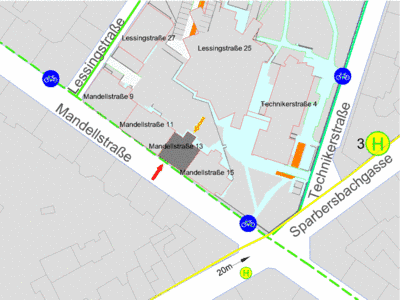 Lessingstraße 27
Lessingstraße 25
Lessingstraße
Mandellstraße 9
Technikerstraße 4
Mandellstraße
Mandellstraße 11
Mandellstraße 13
Mandellstraße 15
Technikerstraße
3
H
Sparbersbachgasse
20m
H